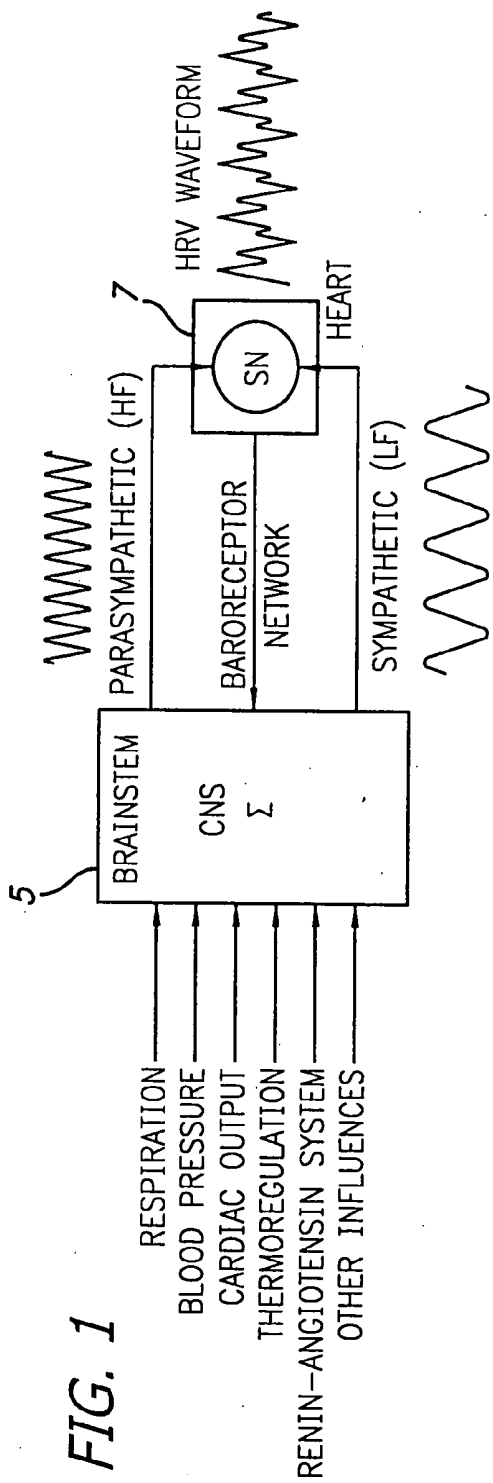 FIG. 1
RESPIRATION
BLOOD PRESSURE
CARDIAC OUTPUT
THERMOREGULATION
RENIN-ANGIOTENSIN SYSTEM
OTHER INFLUENCES
5
BRAINSTEM
CNS
Σ
PARASYMPATHETIC (HF)
BARORECEPTOR
NETWORK
SYMPATHETIC (LF)
7
SN
HEART
HRV WAVEFORM